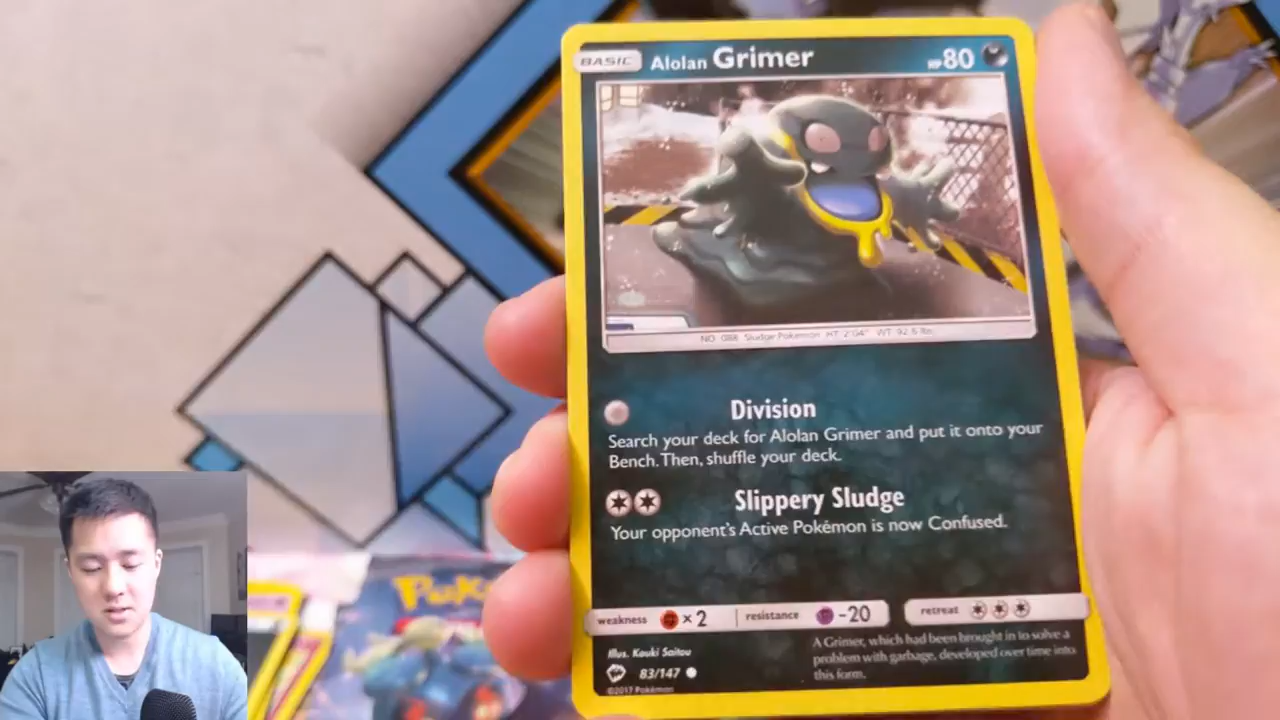 BASIC Alolan Grimer HP 80
NO. 088 Sludge Pokémon HT: 2'04" WT: 92.6 lbs.
Division
Search your deck for Alolan Grimer and put it onto your
Bench. Then, shuffle your deck.
Slippery Sludge
Your opponent's Active Pokémon is now Confused.
weakness ×2 resistance -20 retreat
Illus. Kouki Saitou
83/147
©2017 Pokémon
A Grimer, which had been brought in to solve a
problem with garbage, developed over time into
this form.
Poké